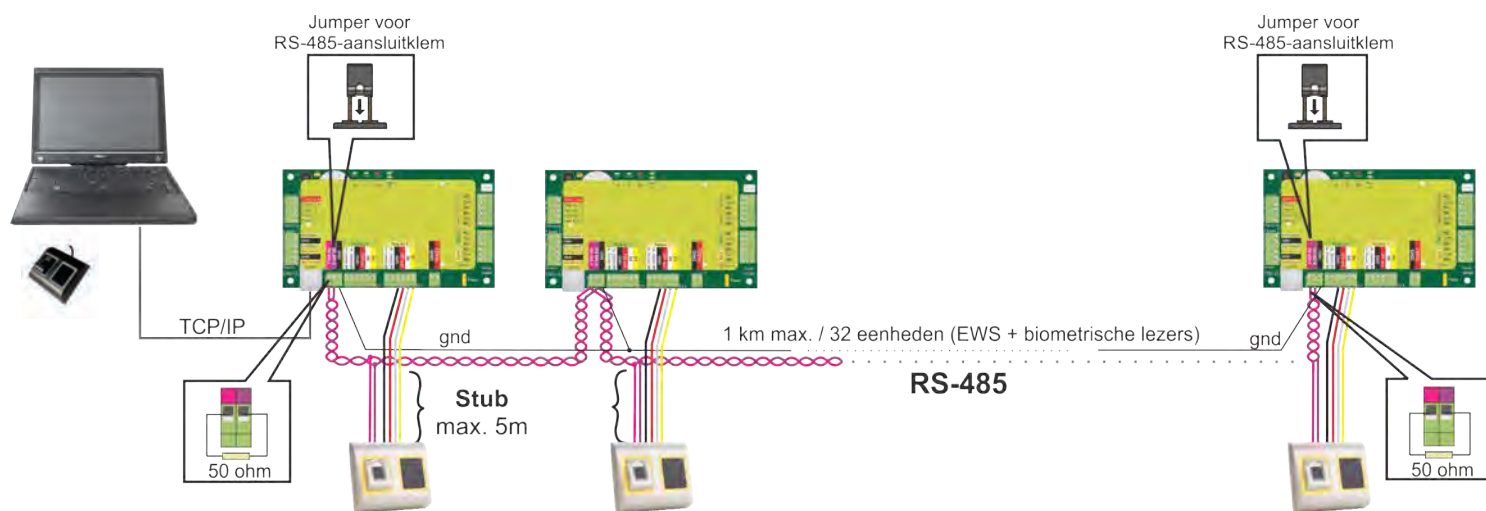 Jumper voor
RS-485-aansluitklem
Jumper voor
RS-485-aansluitklem
TCP/IP
gnd
1 km max. / 32 eenheden (EWS + biometrische lezers)
gnd
RS-485
Stub
max. 5m
50 ohm
50 ohm